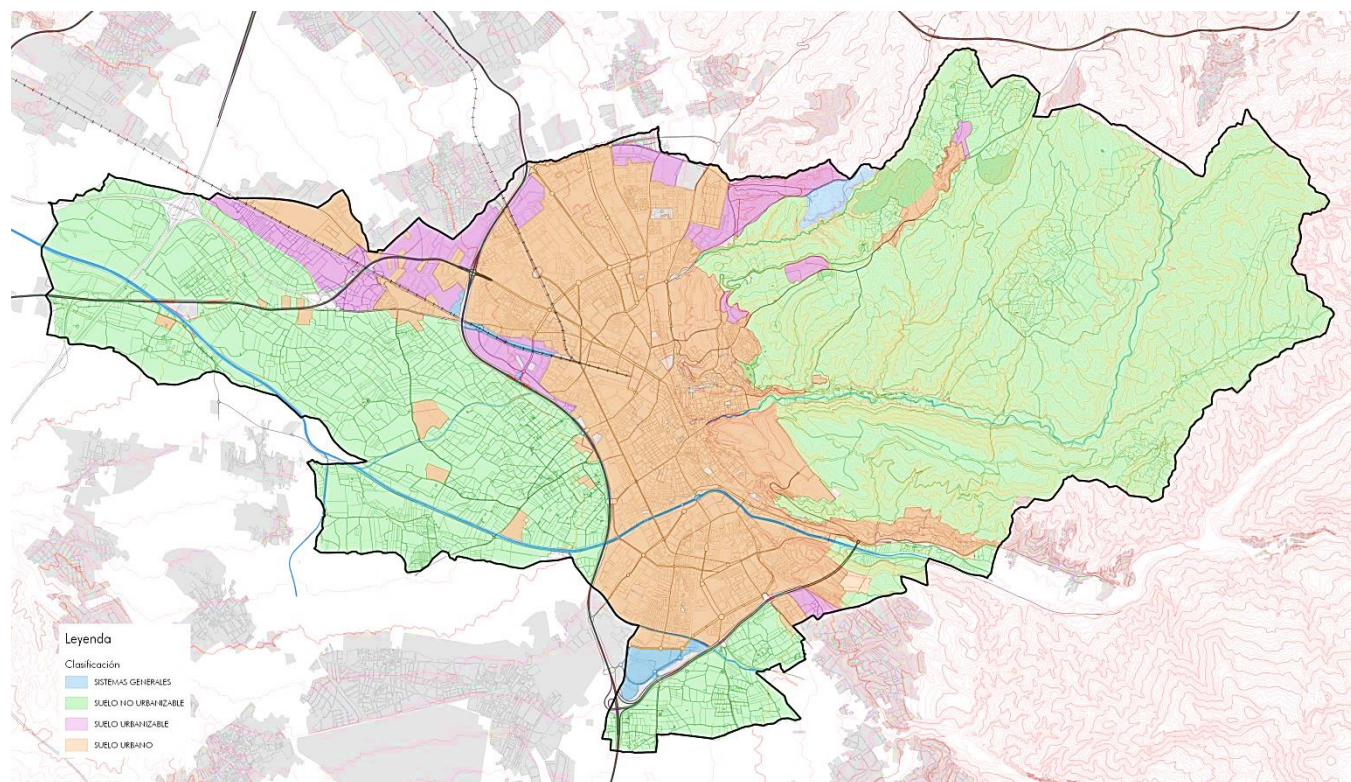 Leyenda
Clasificación
SISTEMAS GENERALES
SUELO NO URBANIZABLE
SUELO URBANIZABLE
SUELO URBANO